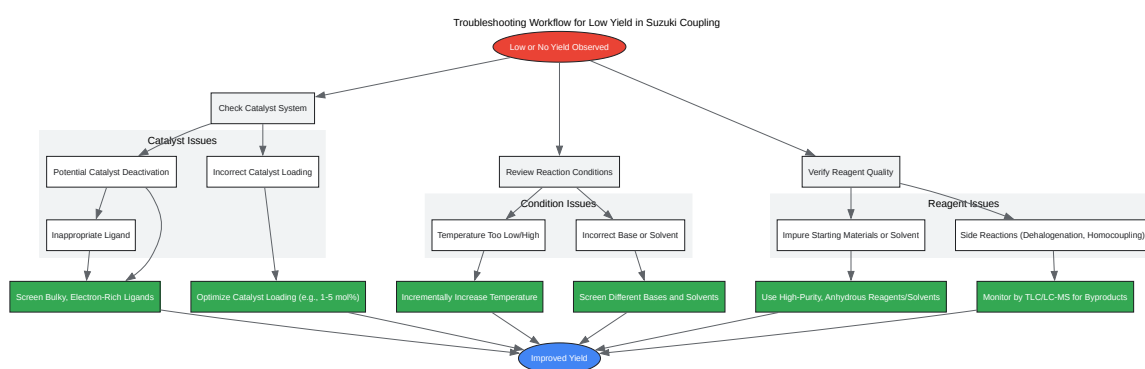 Troubleshooting Workflow for Low Yield in Suzuki Coupling
Low or No Yield Observed
Check Catalyst System
Catalyst Issues
Potential Catalyst Deactivation
Incorrect Catalyst Loading
Review Reaction Conditions
Verify Reagent Quality
Condition Issues
Reagent Issues
Inappropriate Ligand
Temperature Too Low/High
Incorrect Base or Solvent
Impure Starting Materials or Solvent
Side Reactions (Dehalogenation, Homocoupling)
Screen Bulky, Electron-Rich Ligands
Optimize Catalyst Loading (e.g., 1-5 mol%)
Incrementally Increase Temperature
Screen Different Bases and Solvents
Use High-Purity, Anhydrous Reagents/Solvents
Monitor by TLC/LC-MS for Byproducts
Improved Yield